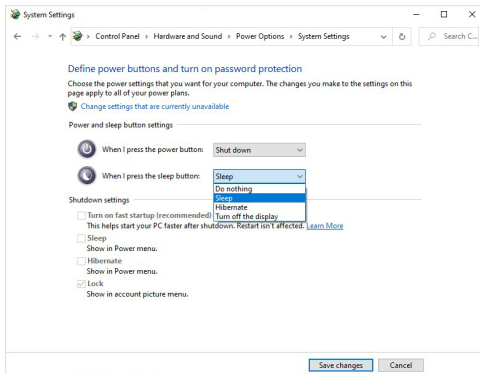 System Settings
Control Panel > Hardware and Sound > Power Options > System Settings
Search C...
Define power buttons and turn on password protection
Choose the power settings that you want for your computer. The changes you make to the settings on this
page apply to all of your power plans.
Change settings that are currently unavailable
Power and sleep button settings
When I press the power button: Shut down
When I press the sleep button: Sleep
Do nothing
Sleep
Hibernate
Turn off the display
Shutdown settings
Turn on fast startup (recommended)
This helps start your PC faster after shutdown. Restart isn't affected. Learn More
Sleep
Show in Power menu.
Hibernate
Show in Power menu.
Lock
Show in account picture menu.
Save changes Cancel